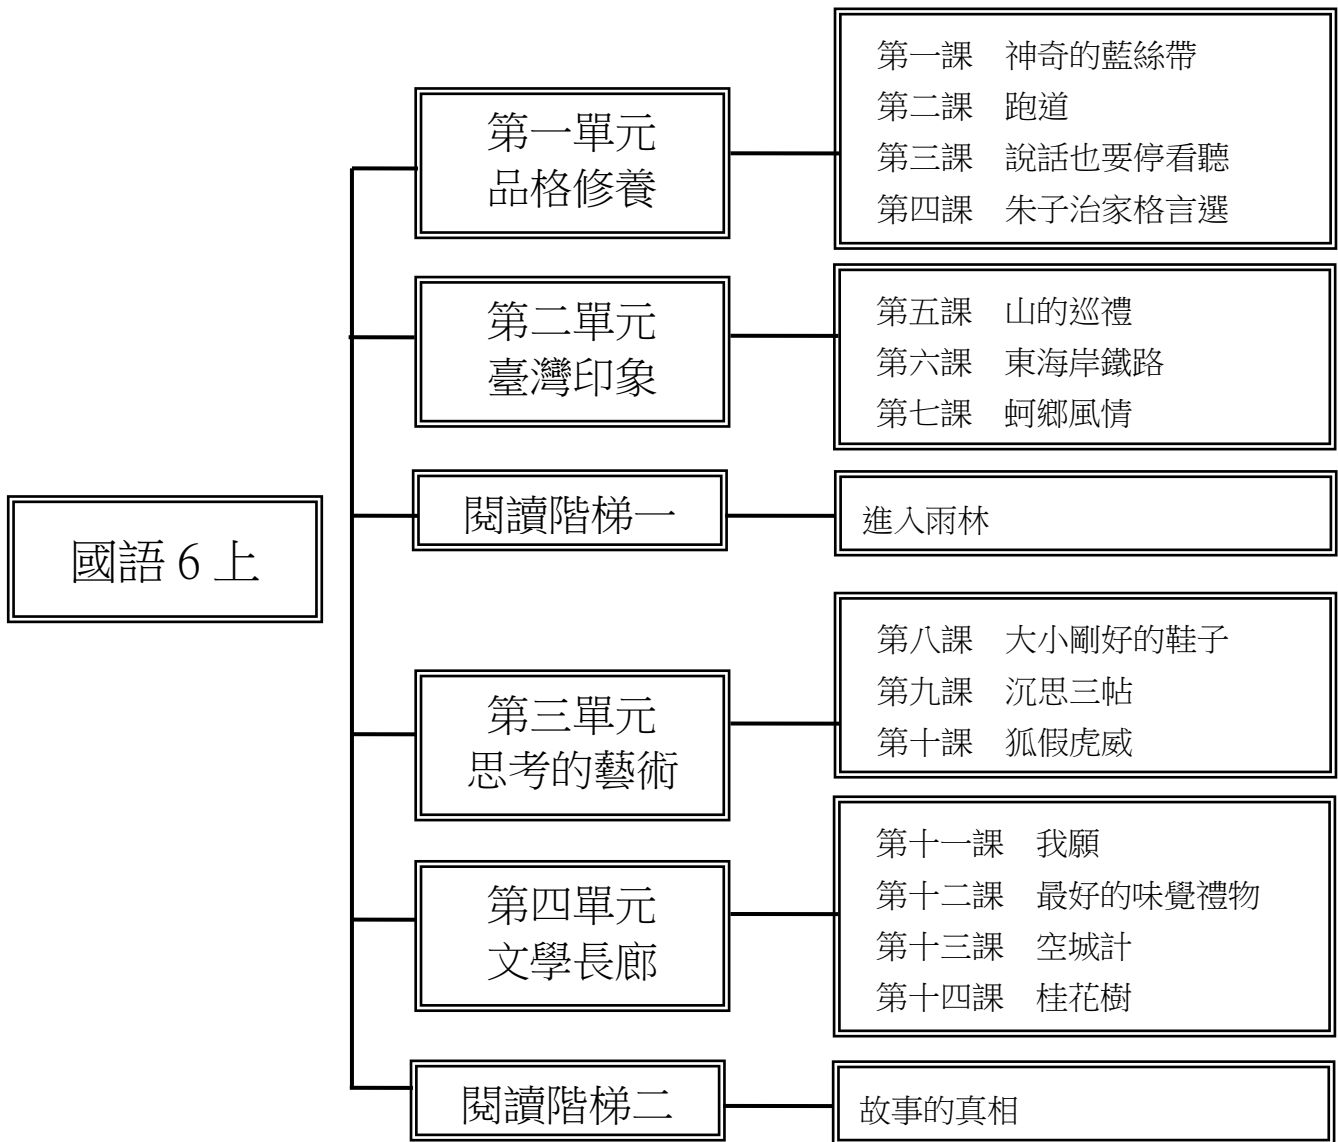 國語 6 上
第一單元
品格修養
第一課 神奇的藍絲帶
第二課 跑道
第三課 說話也要停看聽
第四課 朱子治家格言選
第二單元
臺灣印象
第五課 山的巡禮
第六課 東海岸鐵路
第七課 蚵鄉風情
閱讀階梯一
進入雨林
第三單元
思考的藝術
第八課 大小剛好的鞋子
第九課 沉思三帖
第十課 狐假虎威
第四單元
文學長廊
第十一課 我願
第十二課 最好的味覺禮物
第十三課 空城計
第十四課 桂花樹
閱讀階梯二
故事的真相